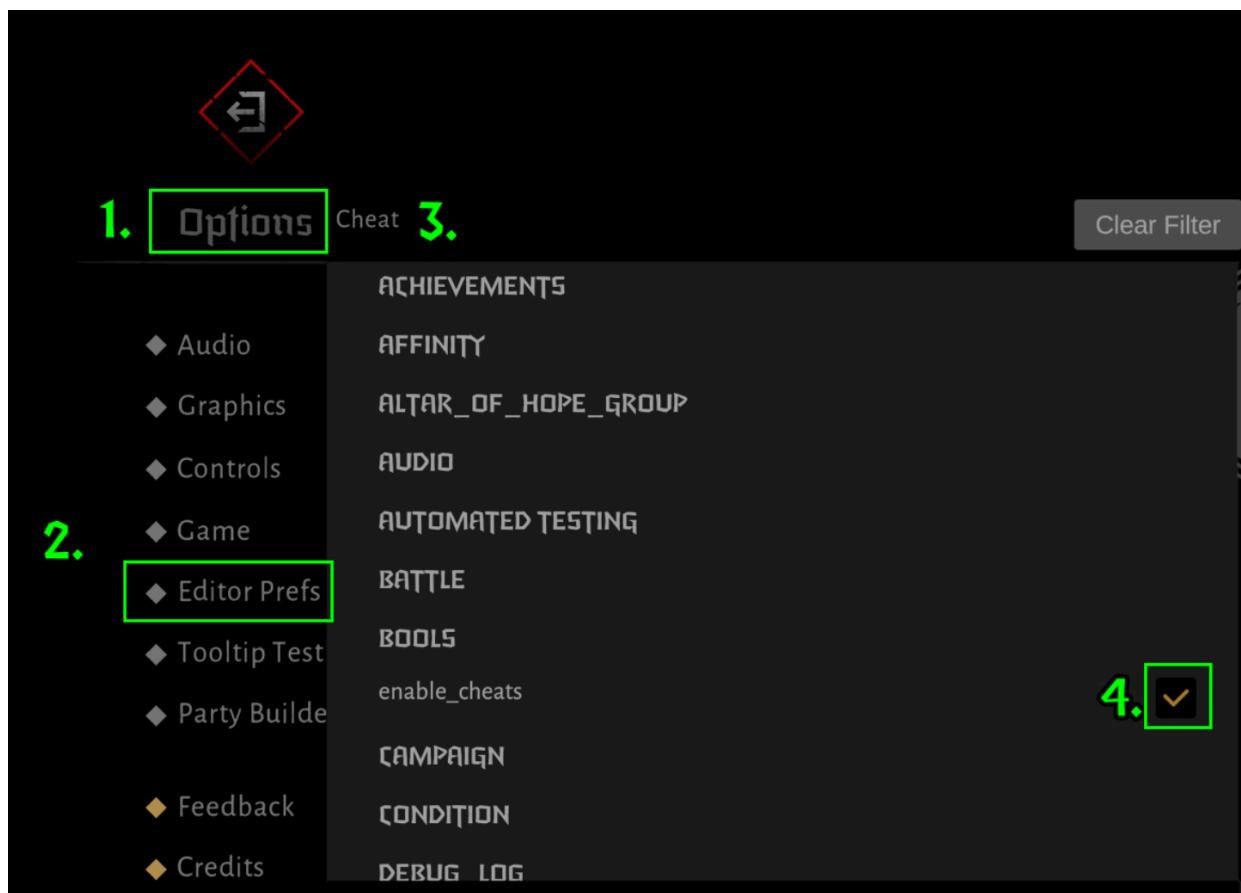 1. Options Cheat 3. Clear Filter
ACHIEVEMENTS
Audio
AFFINITY
Graphics
ALTAR_OF_HOPE_GROUP
Controls
AUDIO
2. Game
AUTOMATED TESTING
Editor Prefs
BATTLE
Tooltip Test
BOOLS
enable_cheats 4.
Party Builde
CAMPAIGN
Feedback
CONDITION
Credits
DEBUG_LOG